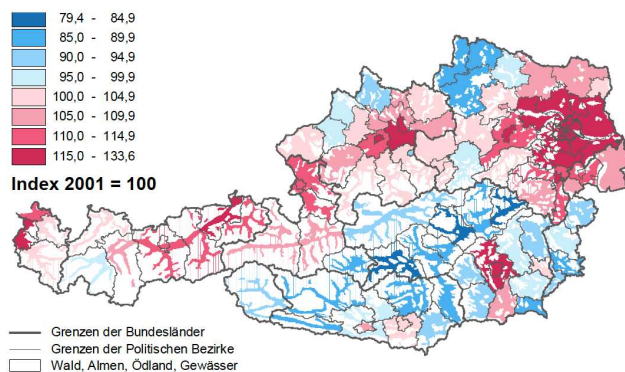 79,4 - 84,9
85,0 - 89,9
90,0 - 94,9
95,0 - 99,9
100,0 - 104,9
105,0 - 109,9
110,0 - 114,9
115,0 - 133,6
Index 2001 = 100
Grenzen der Bundesländer
Grenzen der Politischen Bezirke
Wald, Almen, Ödland, Gewässer